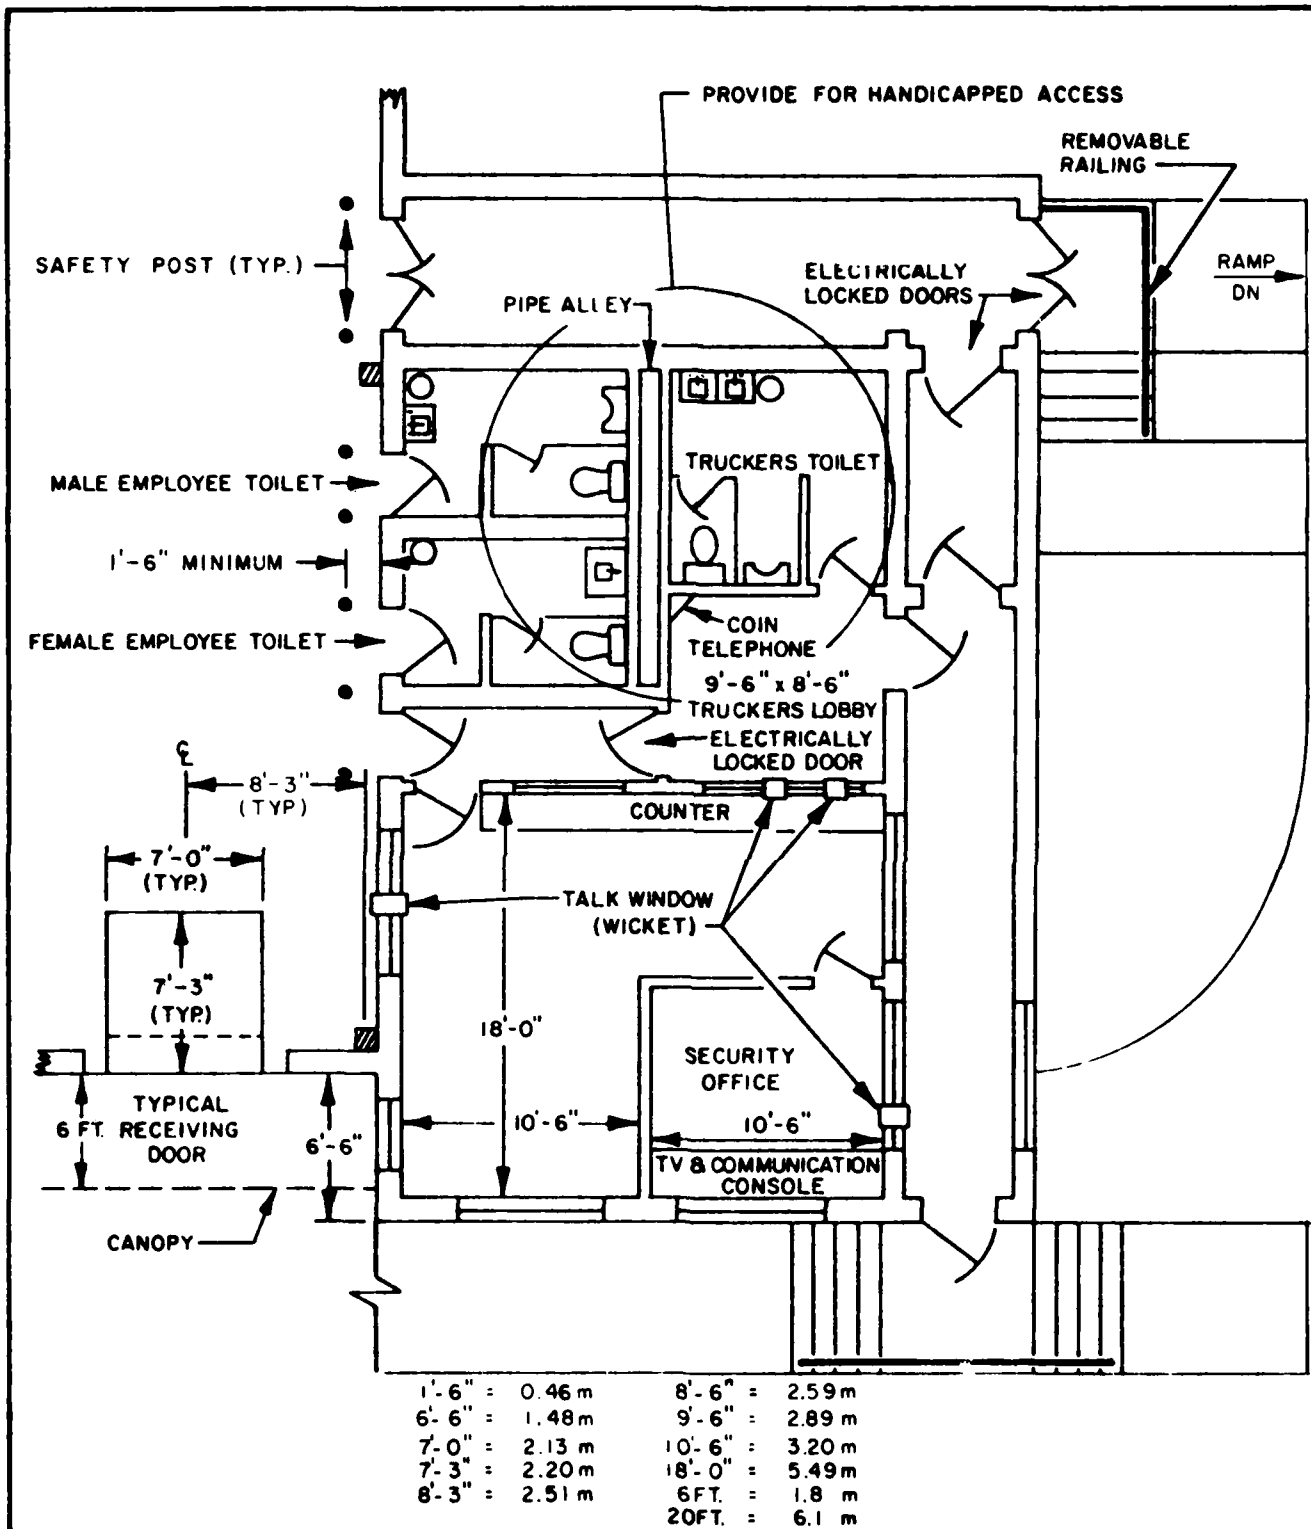 PROVIDE FOR HANDICAPPED ACCESS
REMOVABLE
RAILING
SAFETY POST (TYP.)
ELECTRICALLY
LOCKED DOORS
RAMP
DN
PIPE ALLEY
MALE EMPLOYEE TOILET
TRUCKERS TOILET
1'-6" MINIMUM
FEMALE EMPLOYEE TOILET
COIN
TELEPHONE
9'-6" x 8'-6"
TRUCKERS LOBBY
ELECTRICALLY
LOCKED DOOR
℄
8'-3"
(TYP)
COUNTER
7'-0"
(TYP.)
TALK WINDOW
(WICKET)
7'-3"
(TYP.)
18'-0"
SECURITY
OFFICE
TYPICAL
6 FT. RECEIVING
DOOR
6'-6"
10'-6"
10'-6"
TV & COMMUNICATION
CONSOLE
CANOPY
1'-6" = 0.46 m
6'-6" = 1.48 m
7'-0" = 2.13 m
7'-3" = 2.20 m
8'-3" = 2.51 m
8'-6" = 2.59 m
9'-6" = 2.89 m
10'-6" = 3.20 m
18'-0" = 5.49 m
6FT. = 1.8 m
20FT. = 6.1 m